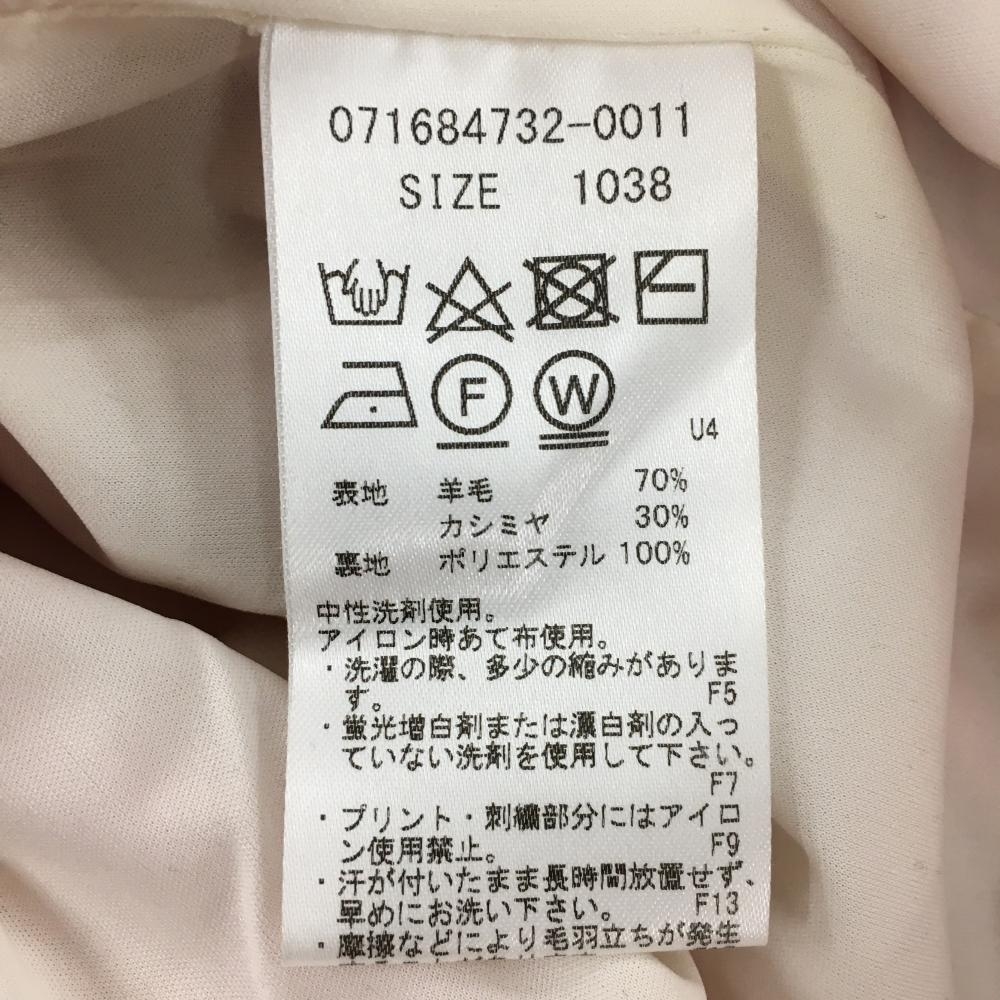 071684732-0011
SIZE 1038
F W
U4
表地 羊毛 70%
カシミヤ 30%
裏地 ポリエステル 100%
中性洗剤使用。
アイロン時あて布使用。
・洗濯の際、多少の縮みがありま
す。 F5
・蛍光増白剤または漂白剤の入っ
ていない洗剤を使用して下さい。
F7
・プリント・刺繍部分にはアイロ
ン使用禁止。 F9
・汗が付いたまま長時間放置せず、
早めにお洗い下さい。 F13
・摩擦などにより毛羽立ちが発生